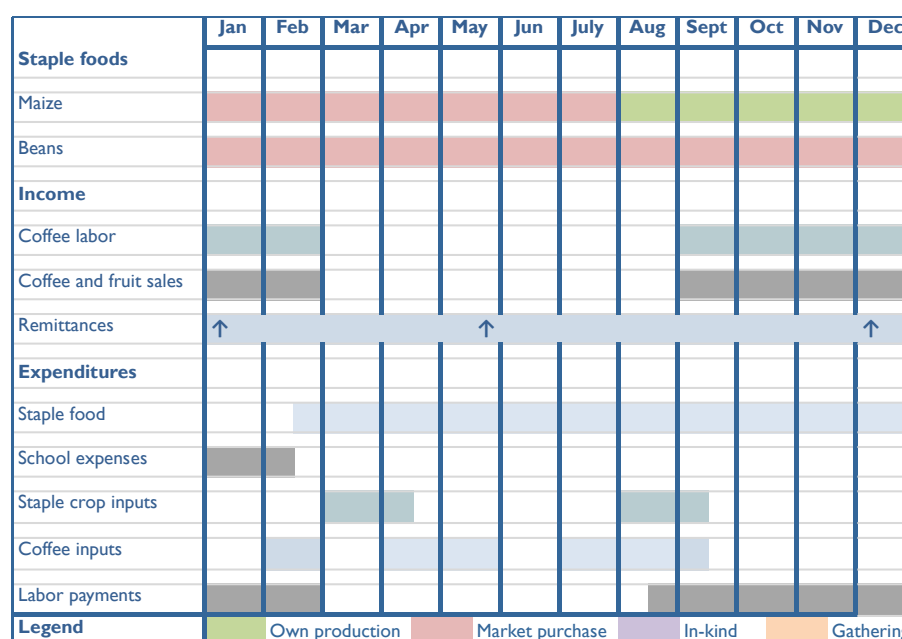 Jan Feb Mar Apr May Jun July Aug Sept Oct Nov Dec
Staple foods
Maize
Beans
Income
Coffee labor
Coffee and fruit sales
Remittances ↑ ↑ ↑
Expenditures
Staple food
School expenses
Staple crop inputs
Coffee inputs
Labor payments
Legend Own production Market purchase In-kind Gatherin